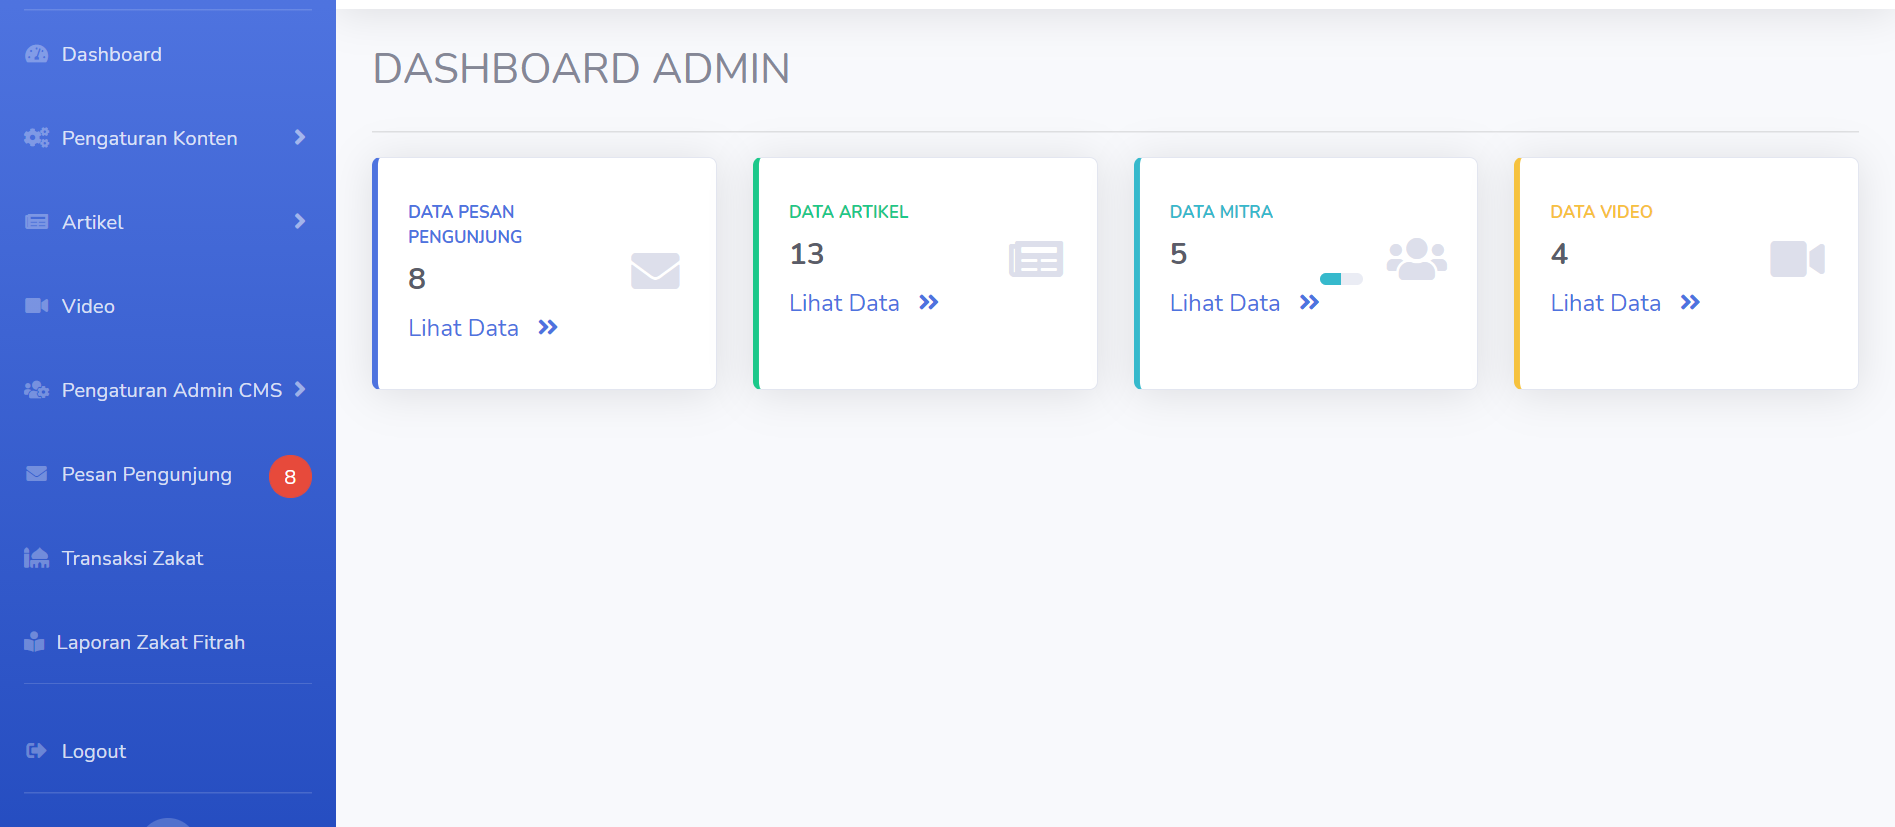 Dashboard
Pengaturan Konten
Artikel
Video
Pengaturan Admin CMS
Pesan Pengunjung 8
Transaksi Zakat
Laporan Zakat Fitrah
Logout
DASHBOARD ADMIN
DATA PESAN
PENGUNJUNG
8
Lihat Data
DATA ARTIKEL
13
Lihat Data
DATA MITRA
5
Lihat Data
DATA VIDEO
4
Lihat Data